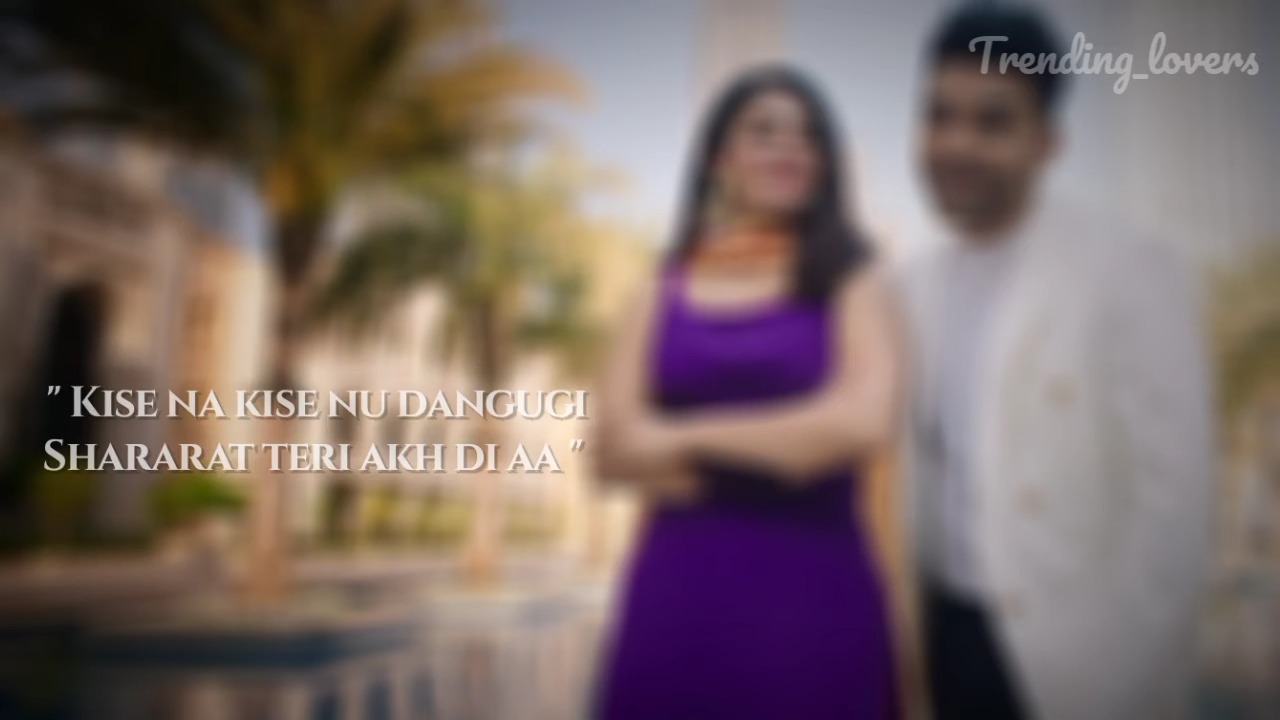 Trending_lovers
" Kise na kise nu dangugi
Shararat teri akh di aa "